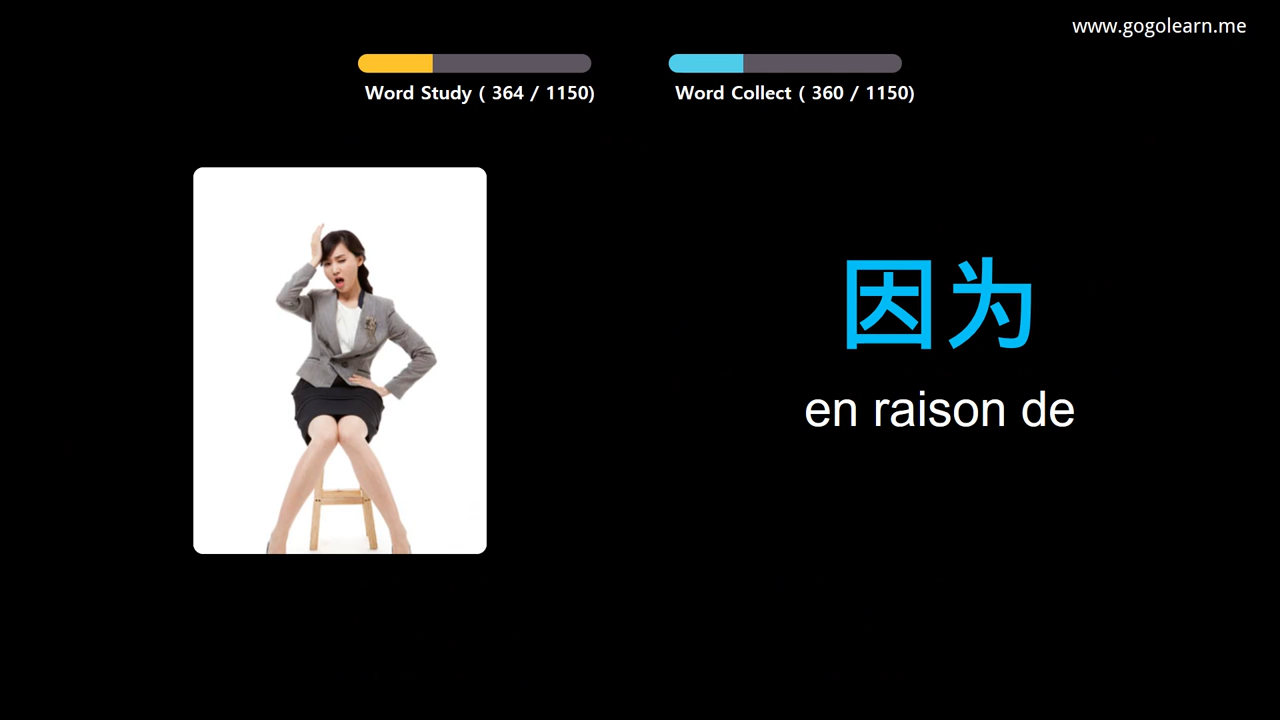 www.gogolearn.me
Word Study ( 364 / 1150)
Word Collect ( 360 / 1150)
因为
en raison de